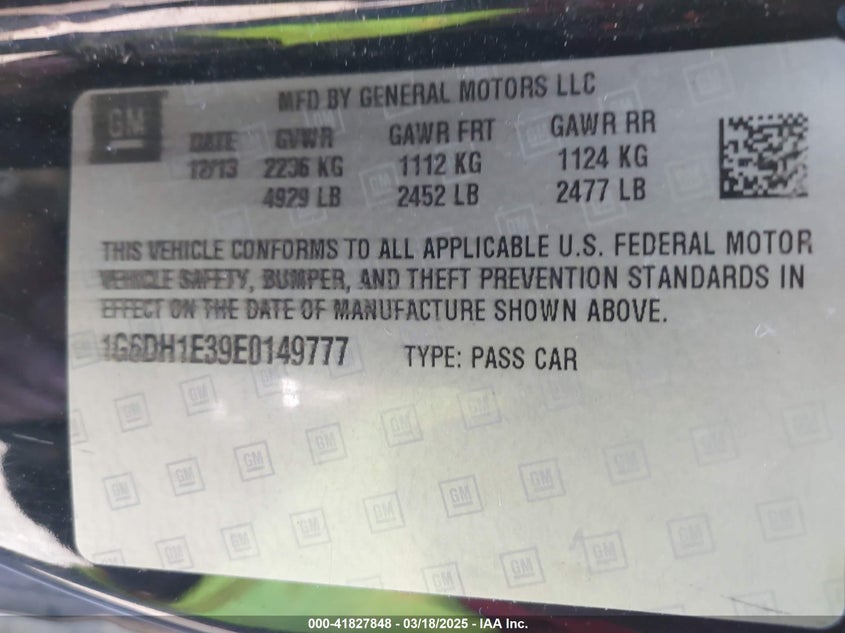 MFD BY GENERAL MOTORS LLC
GM
DATE GVWR GAWR FRT GAWR RR
12/13 2236 KG 1112 KG 1124 KG
4929 LB 2452 LB 2477 LB
THIS VEHICLE CONFORMS TO ALL APPLICABLE U.S. FEDERAL MOTOR
VEHICLE SAFETY, BUMPER, AND THEFT PREVENTION STANDARDS IN
EFFECT ON THE DATE OF MANUFACTURE SHOWN ABOVE.
1G6DH1E39E0149777 TYPE: PASS CAR
000-41827848 - 03/18/2025 - IAA Inc.